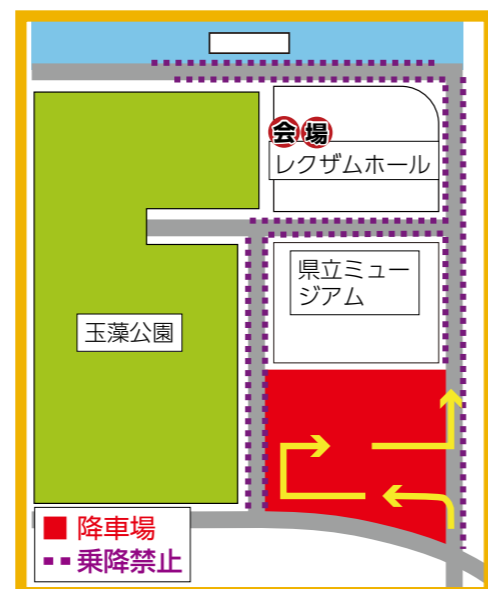 会場
レクザムホール
県立ミュー
ジアム
玉藻公園
降車場
乗降禁止